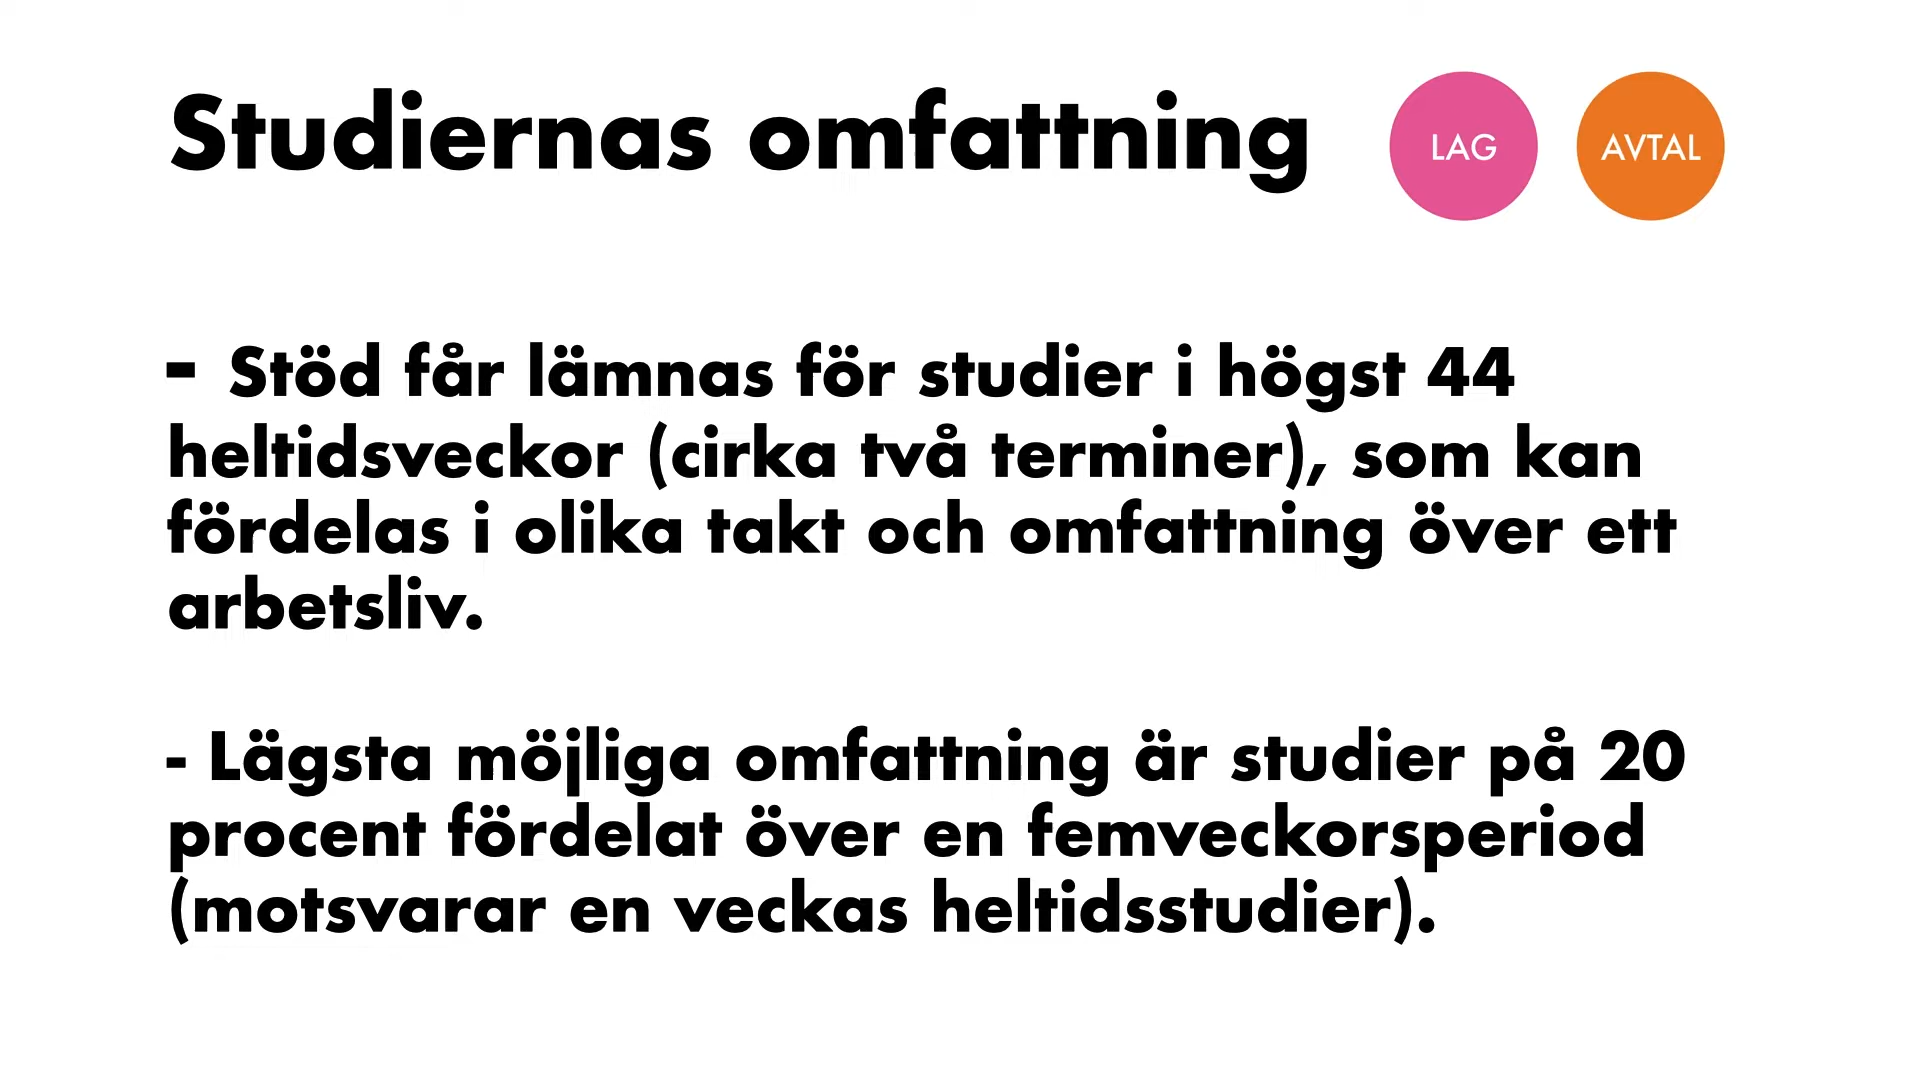 Studiernas omfattning
LAG
AVTAL
- Stöd får lämnas för studier i högst 44
heltidsveckor (cirka två terminer), som kan
fördelas i olika takt och omfattning över ett
arbetsliv.
- Lägsta möjliga omfattning är studier på 20
procent fördelat över en femveckorsperiod
(motsvarar en veckas heltidsstudier).